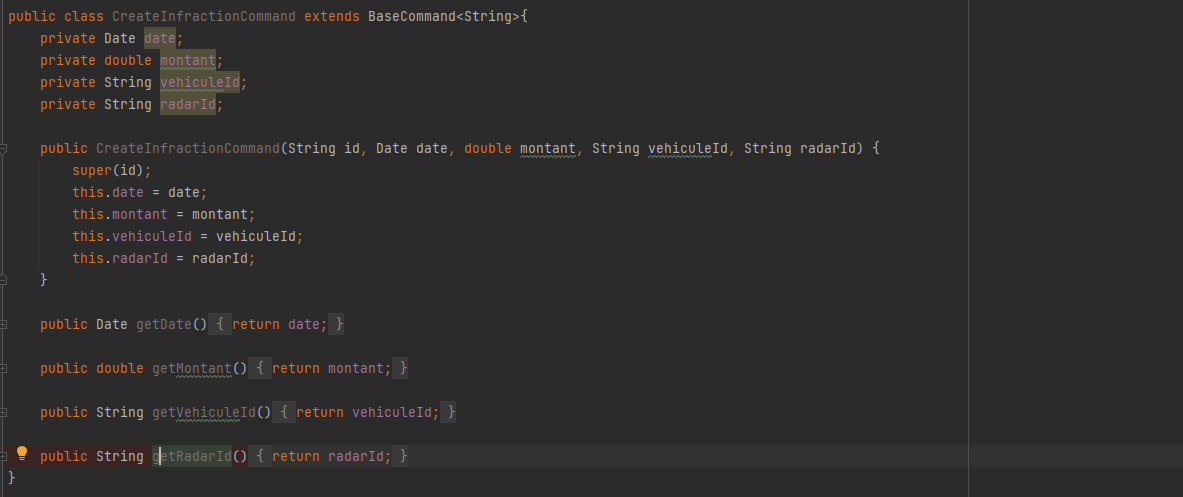 public class CreateInfractionCommand extends BaseCommand<String>{
private Date date;
private double montant;
private String vehiculeId;
private String radarId;
public CreateInfractionCommand(String id, Date date, double montant, String vehiculeId, String radarId) {
super(id);
this.date = date;
this.montant = montant;
this.vehiculeId = vehiculeId;
this.radarId = radarId;
}
public Date getDate() { return date; }
public double getMontant() { return montant; }
public String getVehiculeId() { return vehiculeId; }
public String getRadarId() { return radarId; }
}